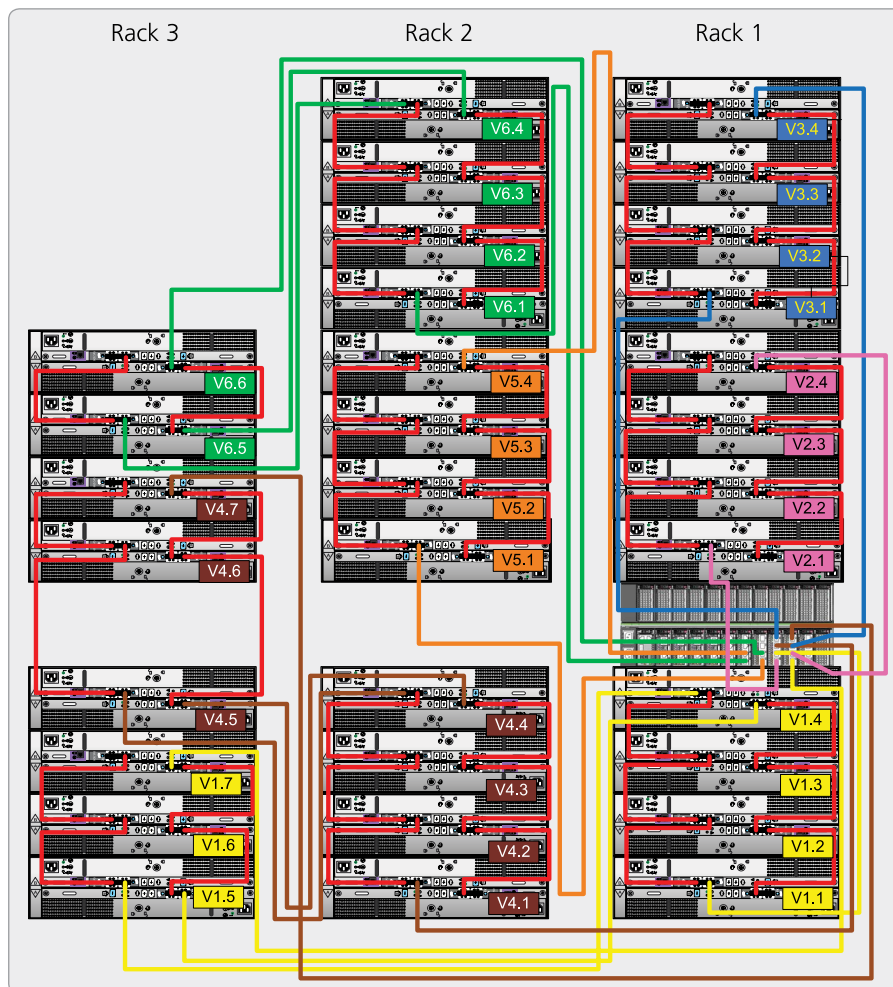 Rack 3 Rack 2 Rack 1
V6.4 V3.4
V6.3 V3.3
V6.2 V3.2
V6.1 V3.1
V6.6 V5.4 V2.4
V6.5 V5.3 V2.3
V4.7 V5.2 V2.2
V4.6 V5.1 V2.1
V4.5 V4.4 V1.4
V1.7 V4.3 V1.3
V1.6 V4.2 V1.2
V1.5 V4.1 V1.1